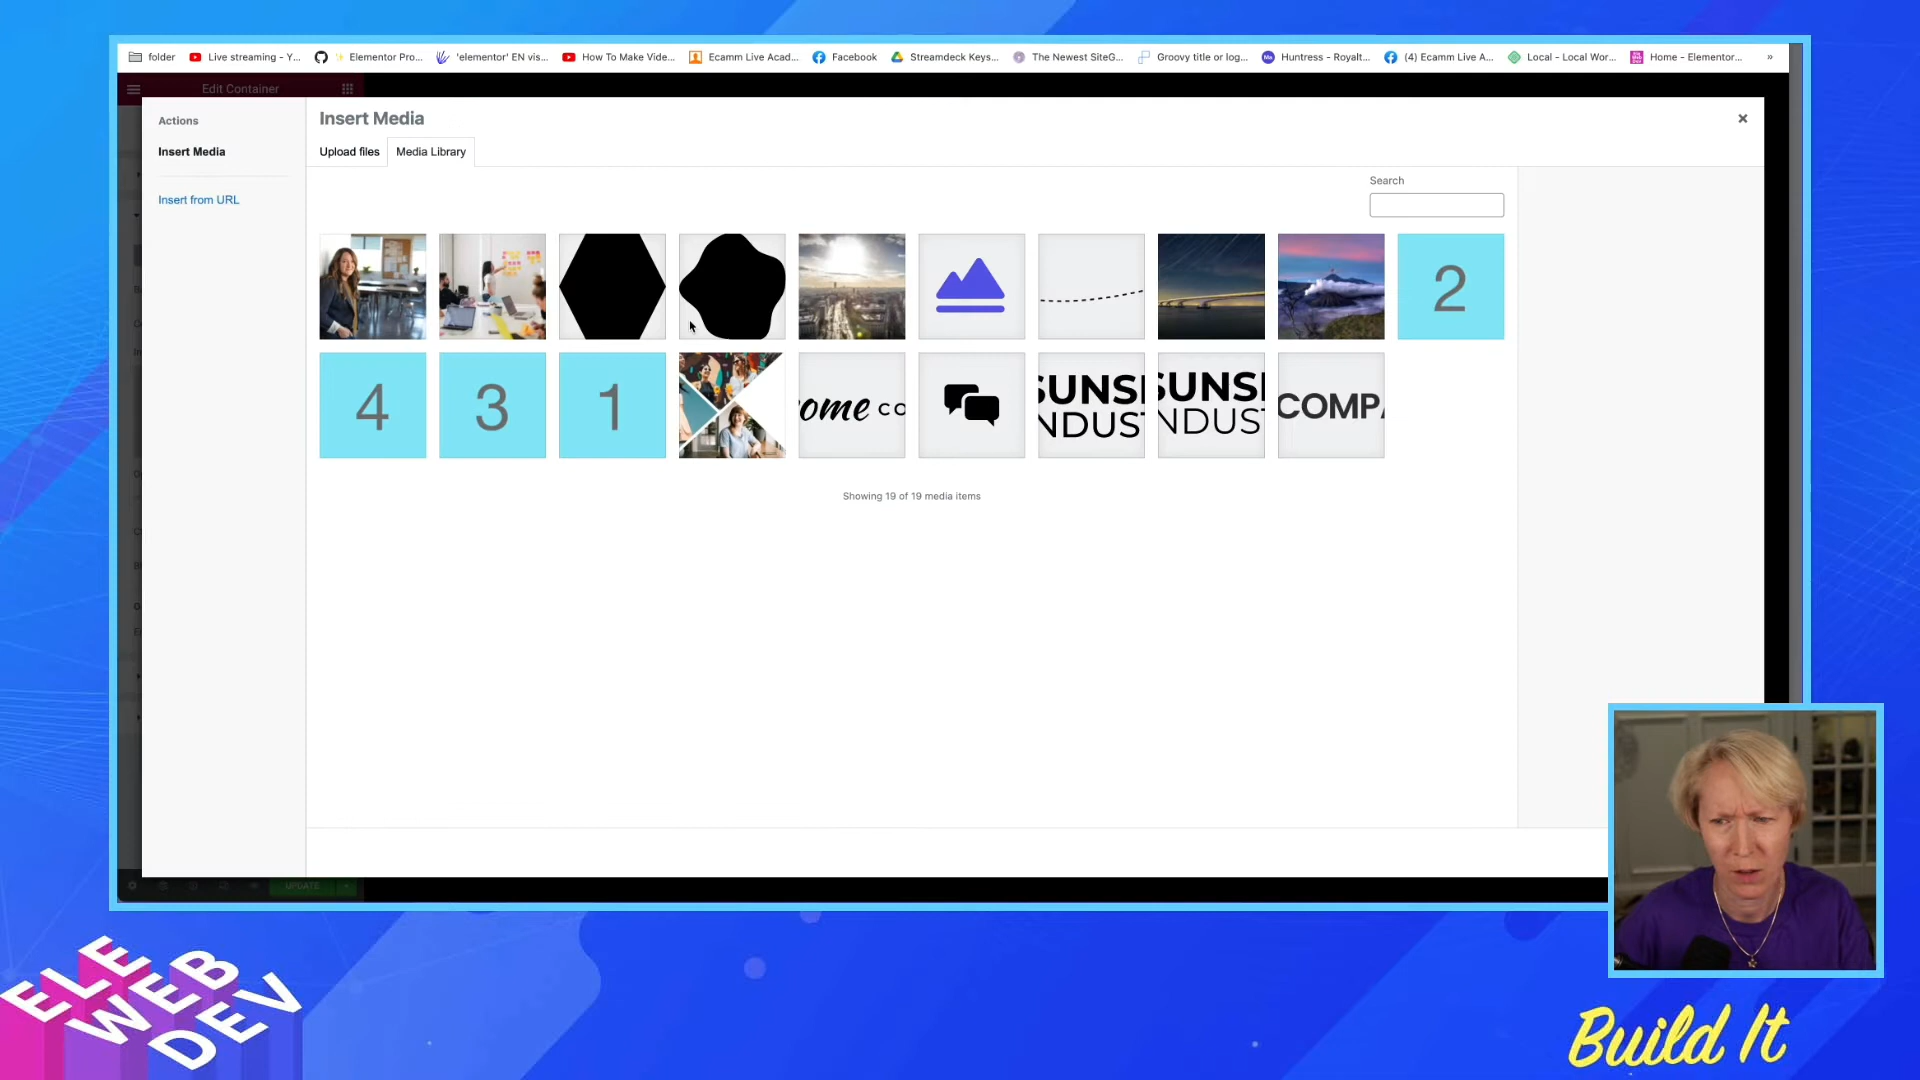 folder
Live streaming - Y...
Elementor Pro...
'elementor' EN vis...
How To Make Vide...
Ecamm Live Acad...
Facebook
Streamdeck Keys...
The Newest SiteG...
Groovy title or log...
Huntress - Royalt...
(4) Ecamm Live A...
Local - Local Wor...
Home - Elementor...
»
Edit Container
Actions
Insert Media
Insert from URL
Insert Media
×
Upload files
Media Library
Search
2
4
3
1
ome co
SUNS
NDUS
SUNS
NDUS
COMP
Showing 19 of 19 media items
UPDATE
ELE
WEB
DEV
Build It